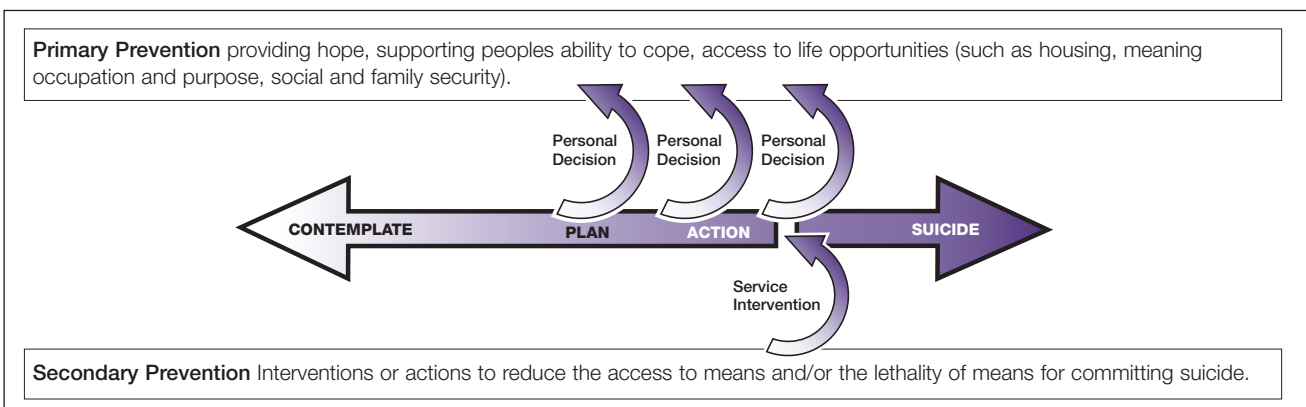 Primary Prevention providing hope, supporting peoples ability to cope, access to life opportunities (such as housing, meaning
occupation and purpose, social and family security).
Personal
Decision
Personal
Decision
Personal
Decision
CONTEMPLATE
PLAN
ACTION
SUICIDE
Service
Intervention
Secondary Prevention Interventions or actions to reduce the access to means and/or the lethality of means for committing suicide.